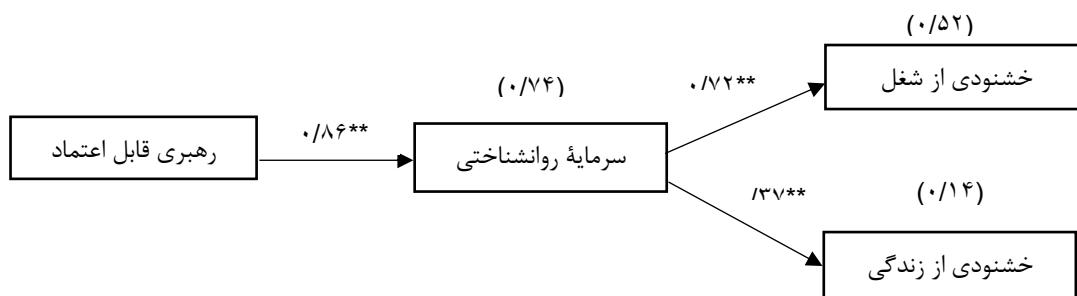 (۰/۵۲)
خشنودی از شغل
۰/۷۲**
(۰/۷۴)
سرمایۀ روانشناختی
۰/۸۶**
رهبری قابل اعتماد
/۳۷**
(۰/۱۴)
خشنودی از زندگی